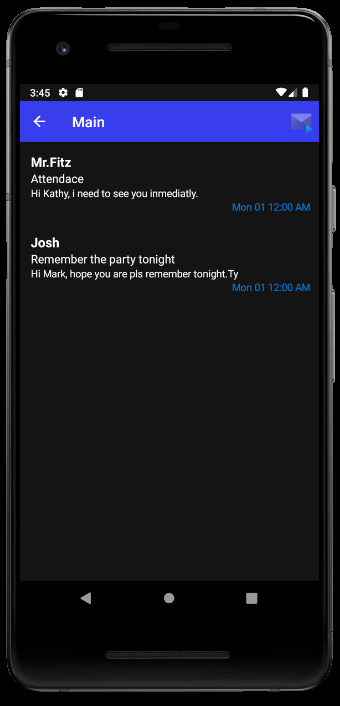 3:45
Main
Mr.Fitz
Attendace
Hi Kathy, i need to see you inmediatly.
Mon 01 12:00 AM
Josh
Remember the party tonight
Hi Mark, hope you are pls remember tonight.Ty
Mon 01 12:00 AM